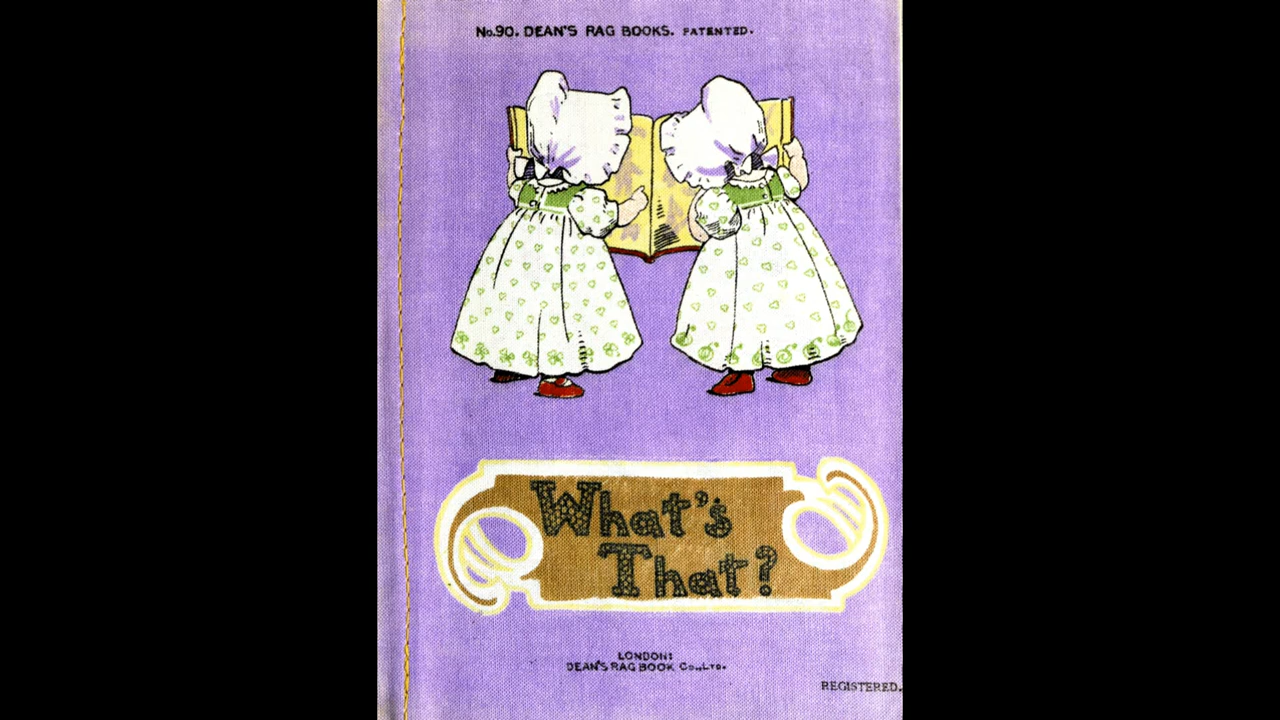 No.90. DEAN'S RAG BOOKS. PATENTED.
What's
That?
LONDON:
DEAN'S RAG BOOK Co.,LTD.
REGISTERED.